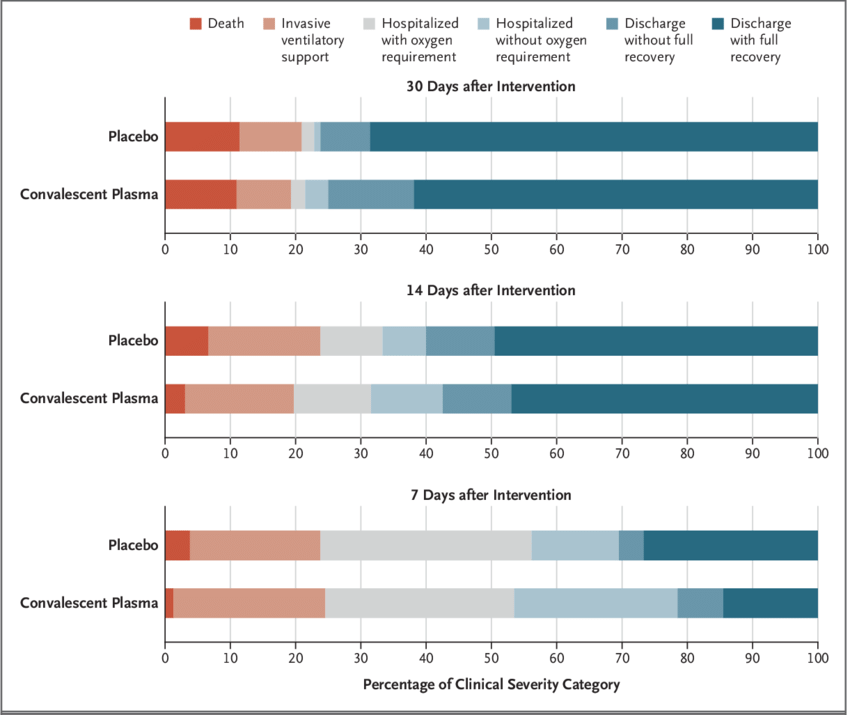 Death
Invasive
ventilatory
support
Hospitalized
with oxygen
requirement
Hospitalized
without oxygen
requirement
Discharge
without full
recovery
Discharge
with full
recovery
30 Days after Intervention
Placebo
Convalescent Plasma
0 10 20 30 40 50 60 70 80 90 100
14 Days after Intervention
Placebo
Convalescent Plasma
0 10 20 30 40 50 60 70 80 90 100
7 Days after Intervention
Placebo
Convalescent Plasma
0 10 20 30 40 50 60 70 80 90 100
Percentage of Clinical Severity Category